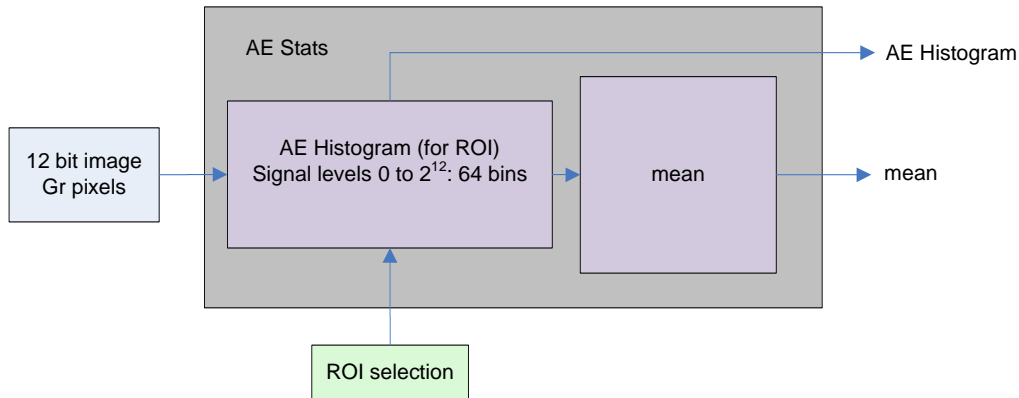 AE Stats
AE Histogram
12 bit image
Gr pixels
AE Histogram (for ROI)
Signal levels 0 to 2¹²: 64 bins
mean
mean
ROI selection